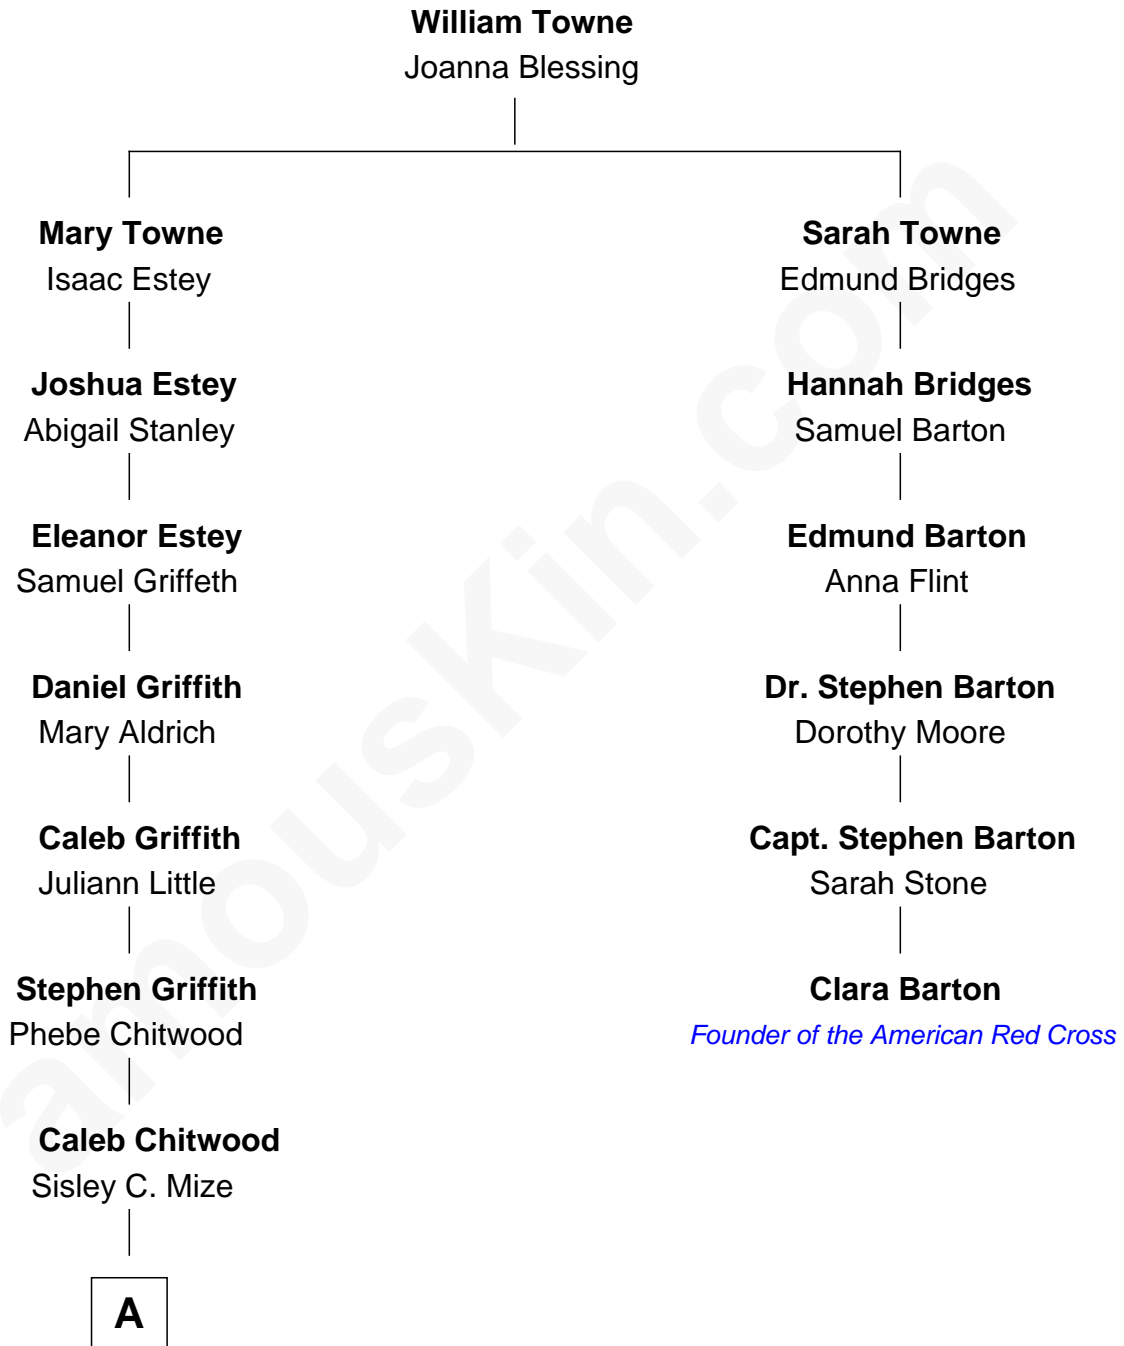 William Towne
Joanna Blessing
Mary Towne
Isaac Estey
Sarah Towne
Edmund Bridges
Joshua Estey
Abigail Stanley
Hannah Bridges
Samuel Barton
Eleanor Estey
Samuel Griffeth
Edmund Barton
Anna Flint
Daniel Griffith
Mary Aldrich
Dr. Stephen Barton
Dorothy Moore
Caleb Griffith
Juliann Little
Capt. Stephen Barton
Sarah Stone
Stephen Griffith
Phebe Chitwood
Clara Barton
Founder of the American Red Cross
Caleb Chitwood
Sisley C. Mize
A
amousKin.com